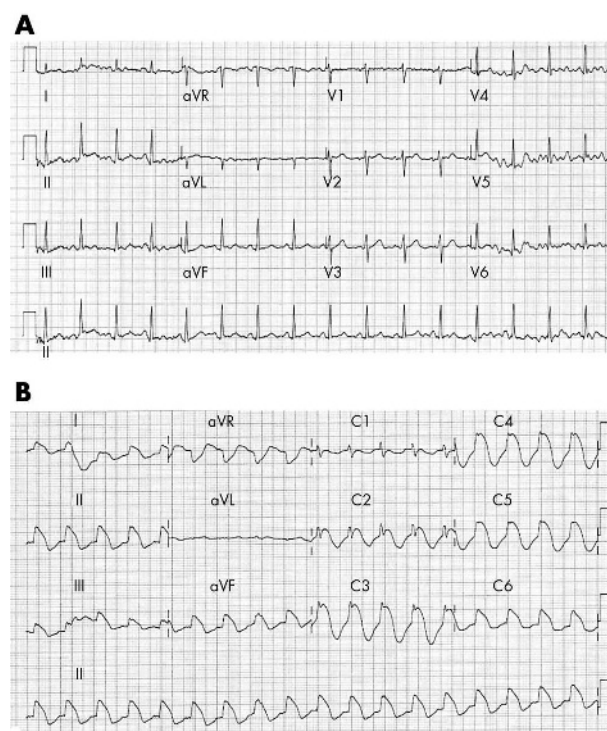 A
I aVR V1 V4
II aVL V2 V5
III aVF V3 V6
II
B
I aVR C1 C4
II aVL C2 C5
III aVF C3 C6
II